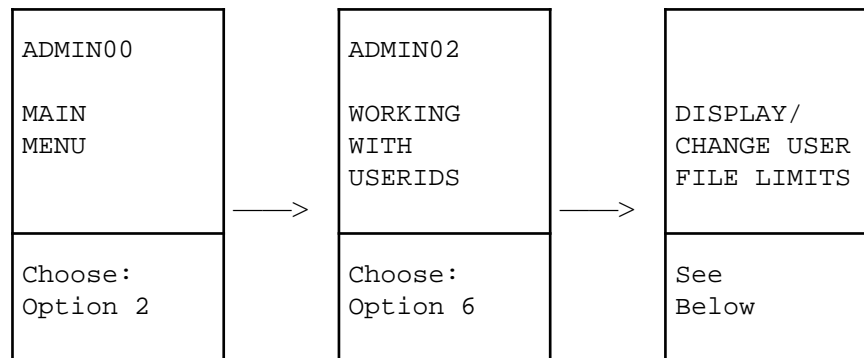 ADMIN00
MAIN
MENU
Choose:
Option 2
——>
ADMIN02
WORKING
WITH
USERIDS
Choose:
Option 6
——>
DISPLAY/
CHANGE USER
FILE LIMITS
See
Below